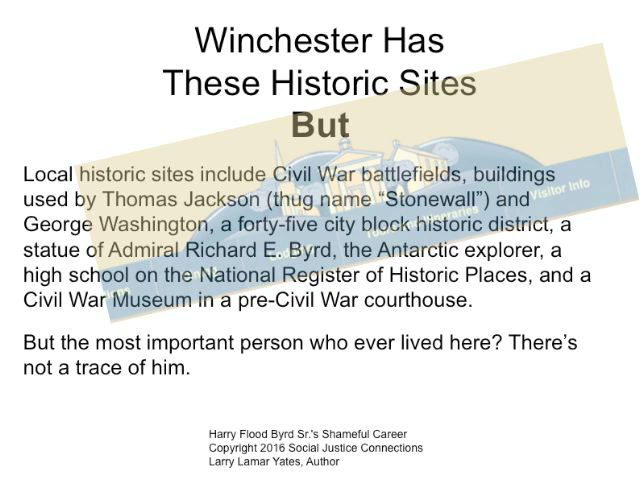 Winchester Has
These Historic Sites
But
Local historic sites include Civil War battlefields, buildings
used by Thomas Jackson (thug name “Stonewall”) and
George Washington, a forty-five city block historic district, a
statue of Admiral Richard E. Byrd, the Antarctic explorer, a
high school on the National Register of Historic Places, and a
Civil War Museum in a pre-Civil War courthouse.
Visitor Info
But the most important person who ever lived here? There’s
not a trace of him.
Harry Flood Byrd Sr.'s Shameful Career
Copyright 2016 Social Justice Connections
Larry Lamar Yates, Author